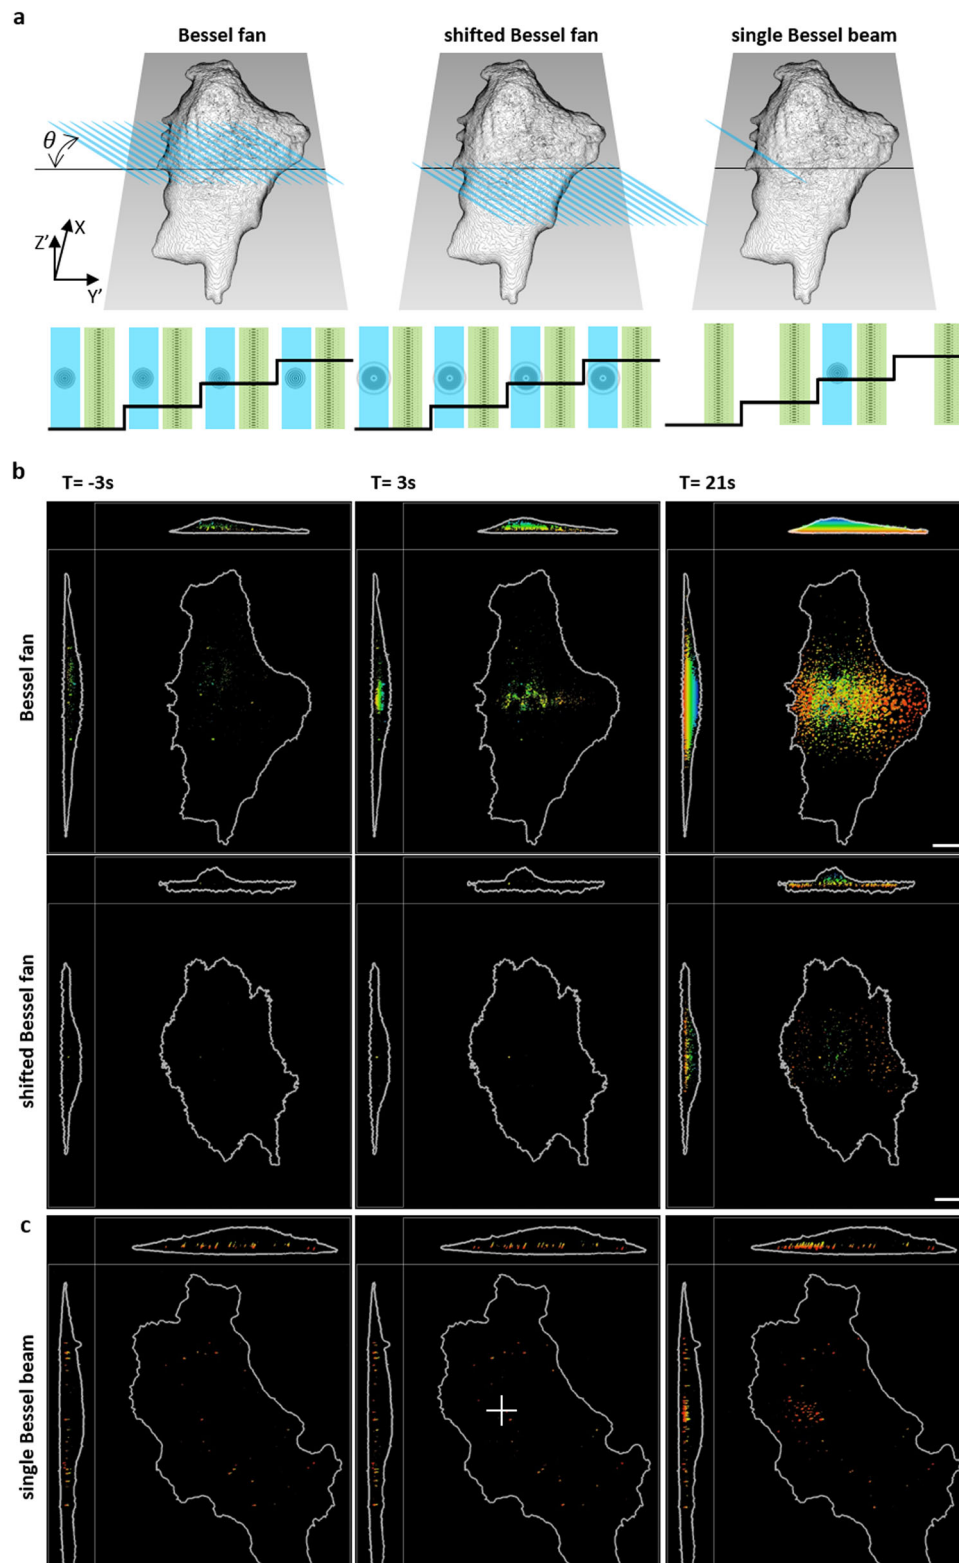 a
Bessel fan
shifted Bessel fan
single Bessel beam
θ
X
Z'
Y'
b
T= -3s
T= 3s
T= 21s
Bessel fan
shifted Bessel fan
c
single Bessel beam